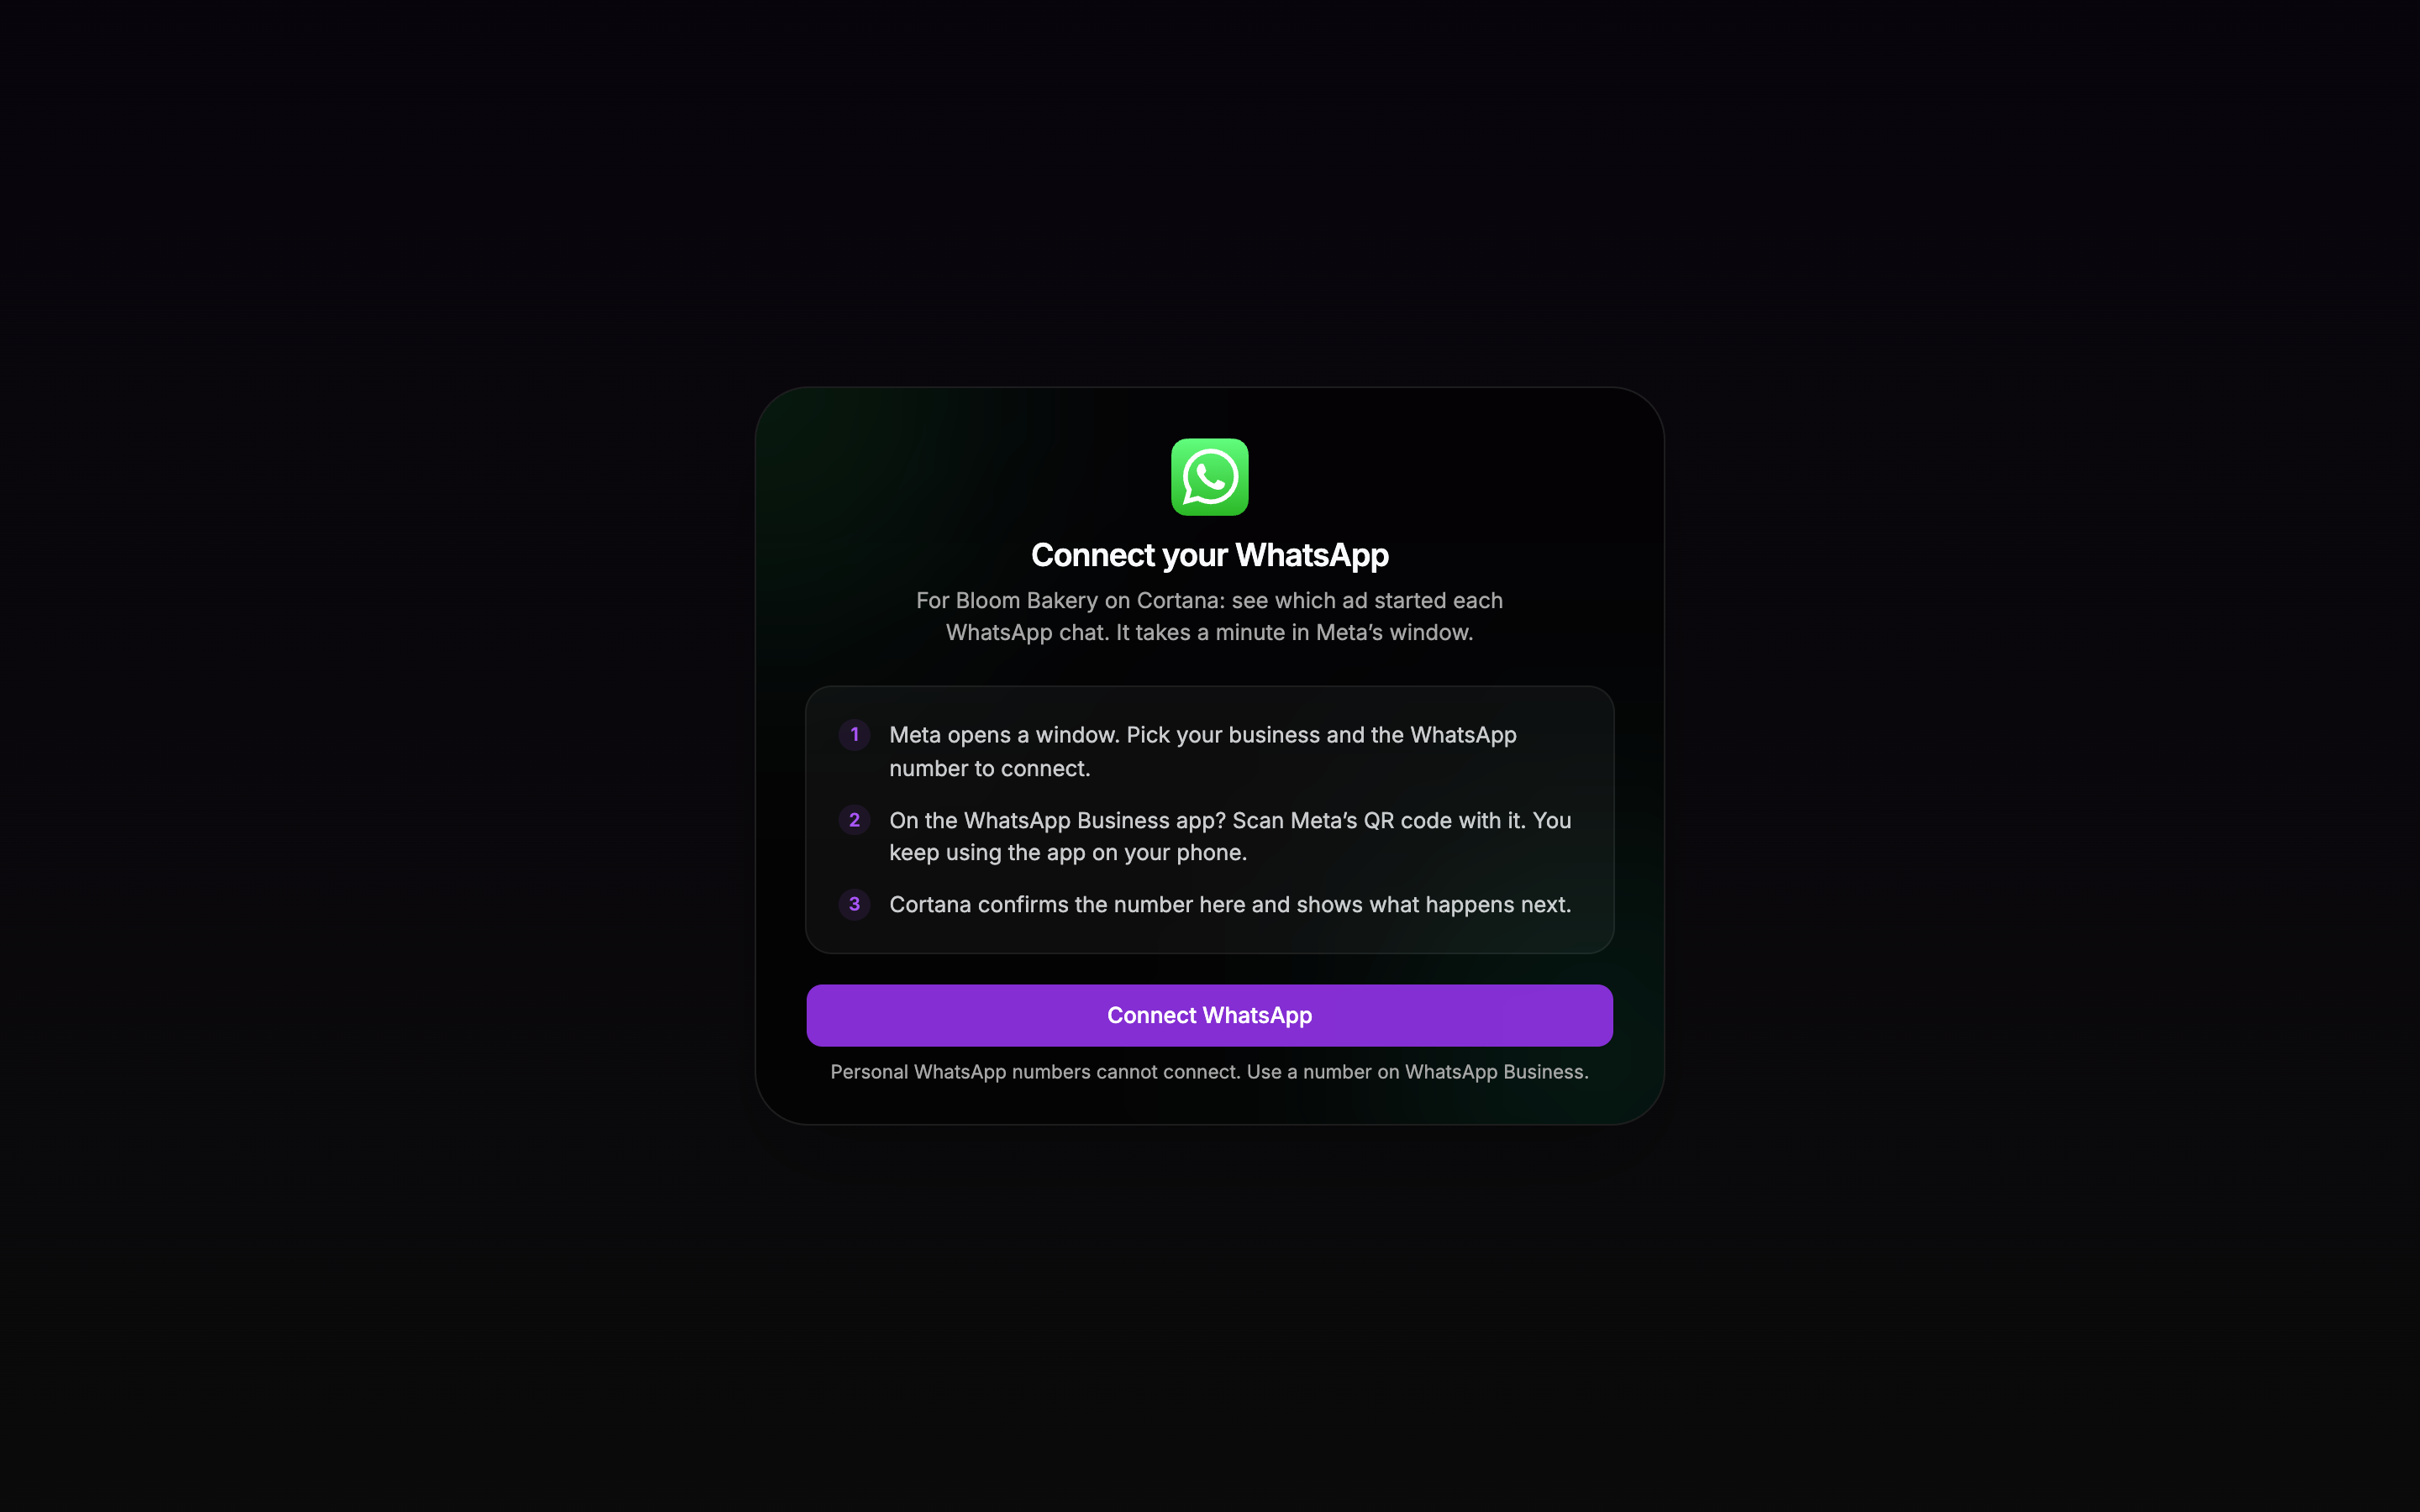 Connect your WhatsApp
For Bloom Bakery on Cortana: see which ad started each
WhatsApp chat. It takes a minute in Meta’s window.
1 Meta opens a window. Pick your business and the WhatsApp
number to connect.
2 On the WhatsApp Business app? Scan Meta’s QR code with it. You
keep using the app on your phone.
3 Cortana confirms the number here and shows what happens next.
Connect WhatsApp
Personal WhatsApp numbers cannot connect. Use a number on WhatsApp Business.